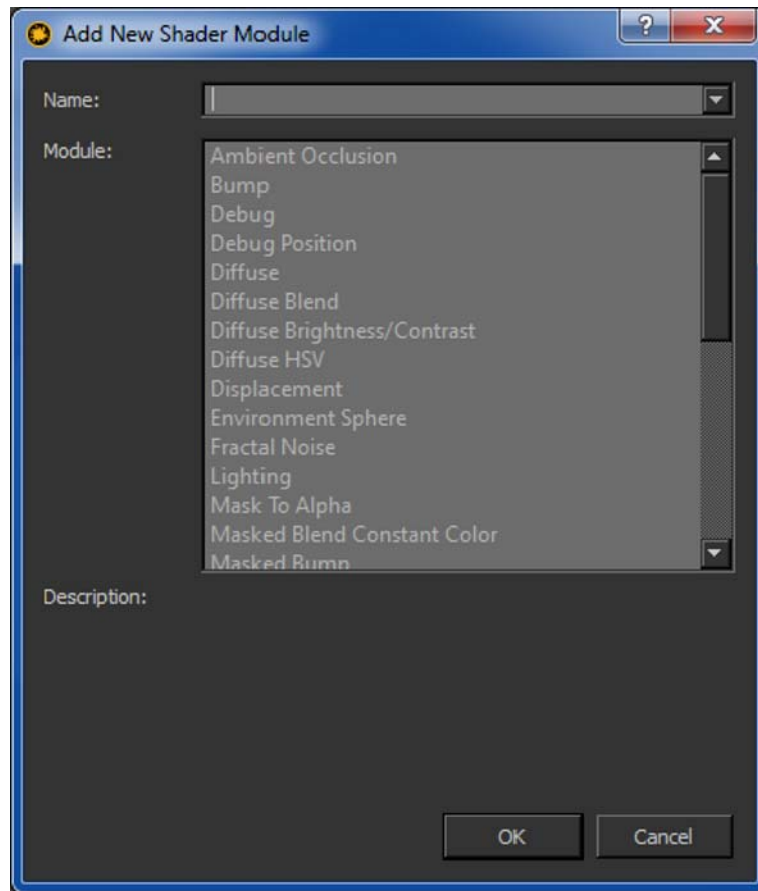 Add New Shader Module
?
Name:
Module:
Ambient Occlusion
Bump
Debug
Debug Position
Diffuse
Diffuse Blend
Diffuse Brightness/Contrast
Diffuse HSV
Displacement
Environment Sphere
Fractal Noise
Lighting
Mask To Alpha
Masked Blend Constant Color
Masked Bump
Description:
OK
Cancel